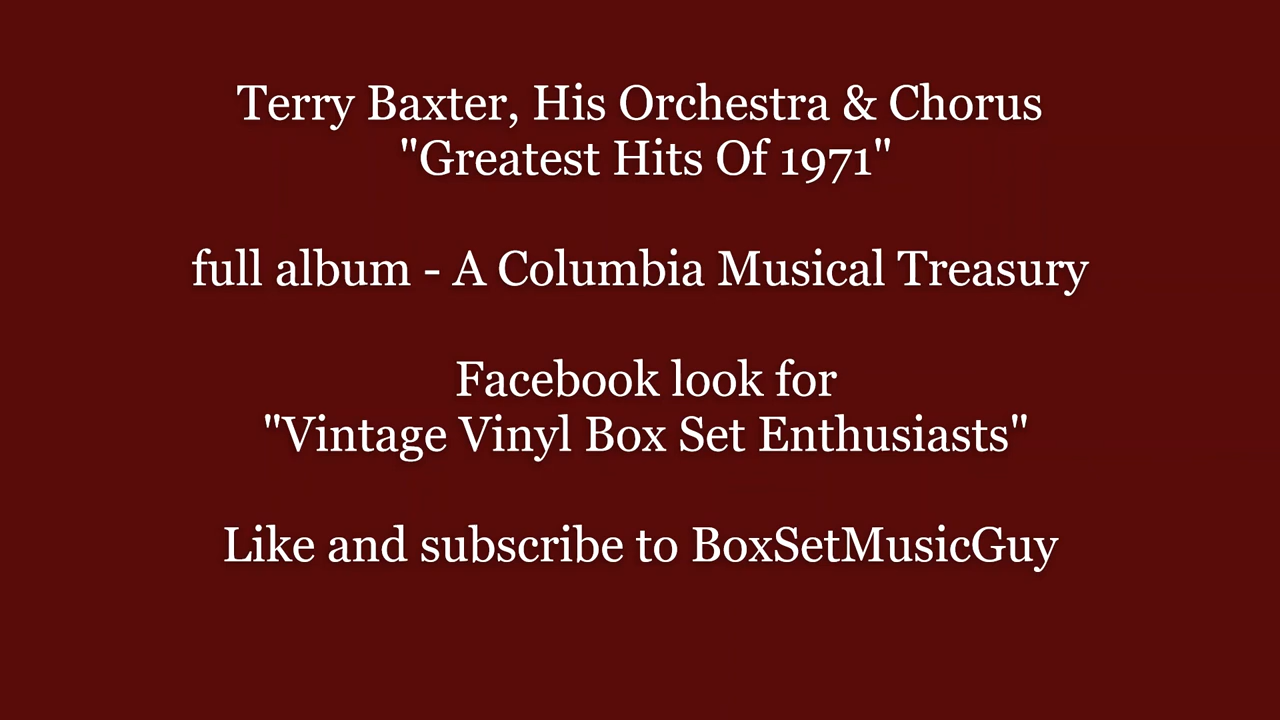 Terry Baxter, His Orchestra & Chorus
"Greatest Hits Of 1971"
full album - A Columbia Musical Treasury
Facebook look for
"Vintage Vinyl Box Set Enthusiasts"
Like and subscribe to BoxSetMusicGuy